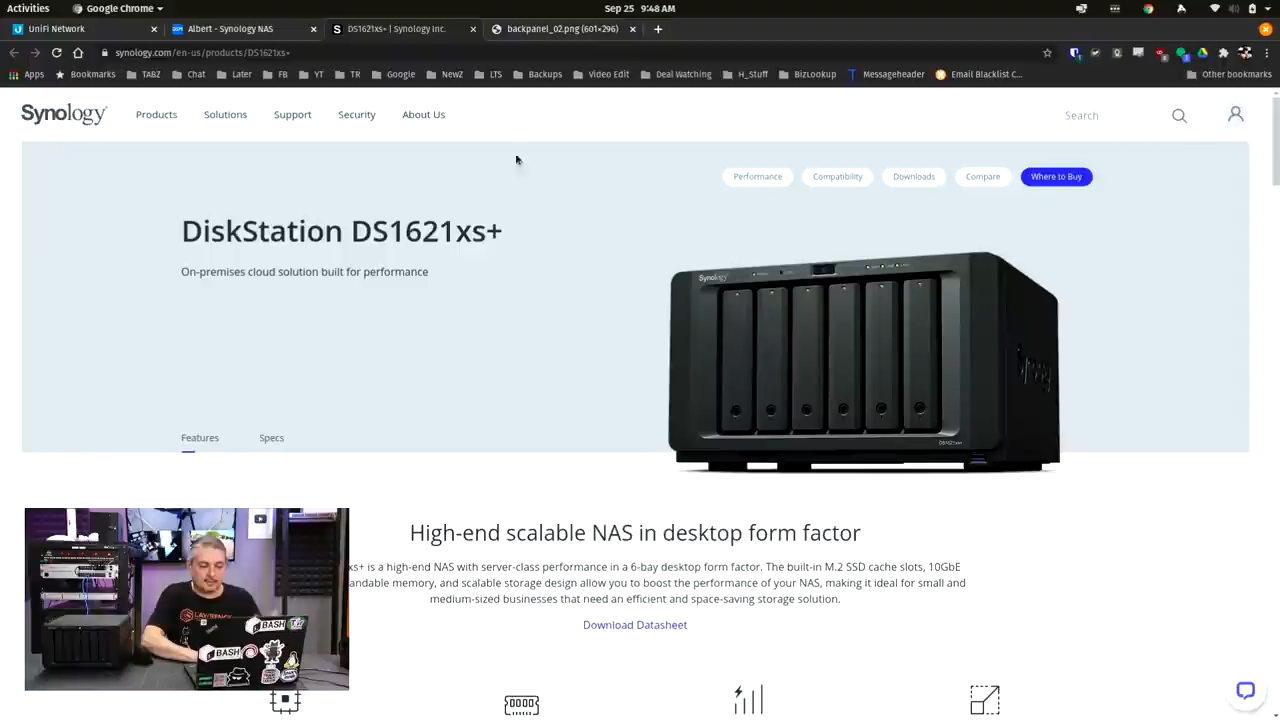 Activities
Google Chrome
Sep 25 9:48 AM
UniFi Network
Albert - Synology NAS
DS1621xs+ | Synology Inc.
backpanel_02.png (601×296)
synology.com/en-us/products/DS1621xs+
Apps
Bookmarks
TABZ
Chat
Later
FB
YT
TR
Google
NewZ
LTS
Backups
Video Edit
Deal Watching
H_Stuff
BizLookup
Messageheader
Email Blacklist C...
Other bookmarks
Synology
Products
Solutions
Support
Security
About Us
Search
Performance
Compatibility
Downloads
Compare
Where to Buy
DiskStation DS1621xs+
On-premises cloud solution built for performance
Synology
Features
Specs
High-end scalable NAS in desktop form factor
xs+ is a high-end NAS with server-class performance in a 6-bay desktop form factor. The built-in M.2 SSD cache slots, 10GbE
andable memory, and scalable storage design allow you to boost the performance of your NAS, making it ideal for small and
medium-sized businesses that need an efficient and space-saving storage solution.
Download Datasheet
LAWRENCE
BASH
BASH